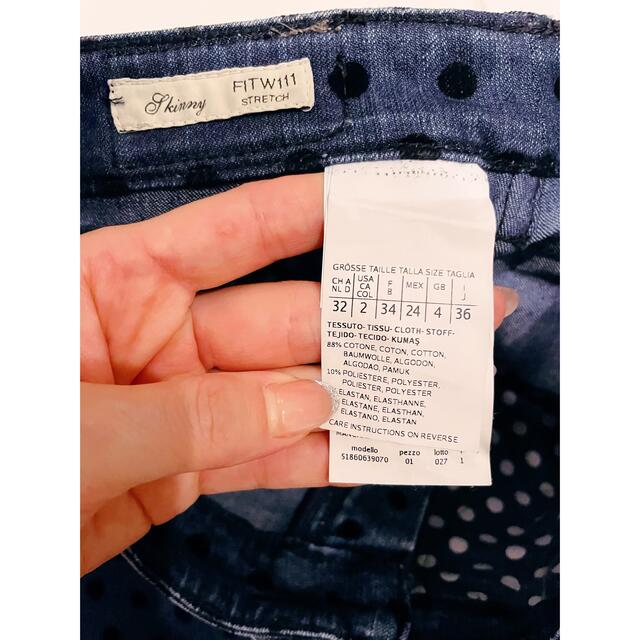 Skinny
FITW111
STRETCH
GRÖSSE TAILLE TALLA SIZE TAGLIA
CH A NL D USA CA COL F B MEX GB I J
32 2 34 24 4 36
TESSUTO-TISSU-CLOTH-STOFF-
TEJIDO-TECIDO-KUMAŞ
88% COTONE, COTON, COTTON,
BAUMWOLLE, ALGODON,
ALGODAO, PAMUK
10% POLIESTERE, POLYESTER,
POLIESTER, POLYESTER
ELASTAN, ELASTHANNE,
ELASTANE, ELASTHAN,
ELASTANO, ELASTAN
CARE INSTRUCTIONS ON REVERSE
modello pezzo lotto
51860639070 01 027 1